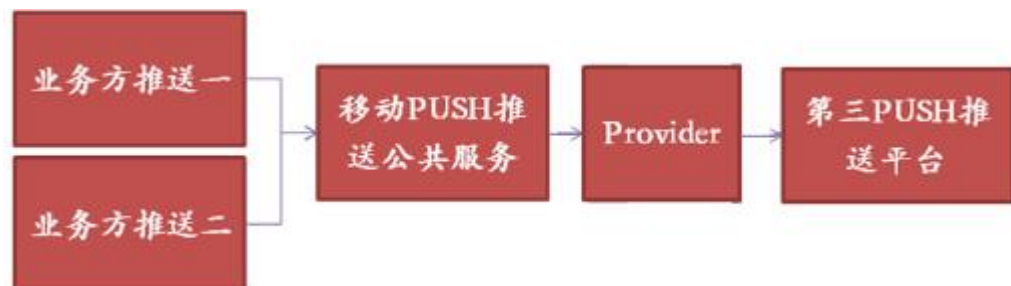 业务方推送一
业务方推送二
移动PUSH推
送公共服务
Provider
第三PUSH推
送平台